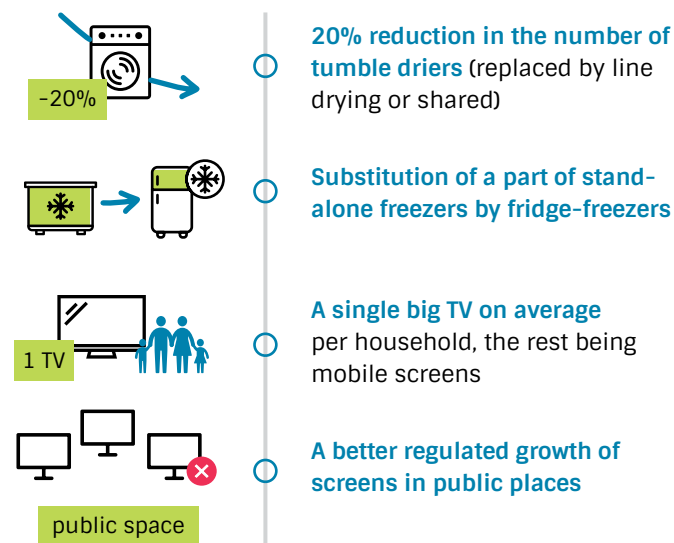 -20%
20% reduction in the number of
tumble driers (replaced by line
drying or shared)
Substitution of a part of stand-
alone freezers by fridge-freezers
1 TV
A single big TV on average
per household, the rest being
mobile screens
A better regulated growth of
screens in public places
public space